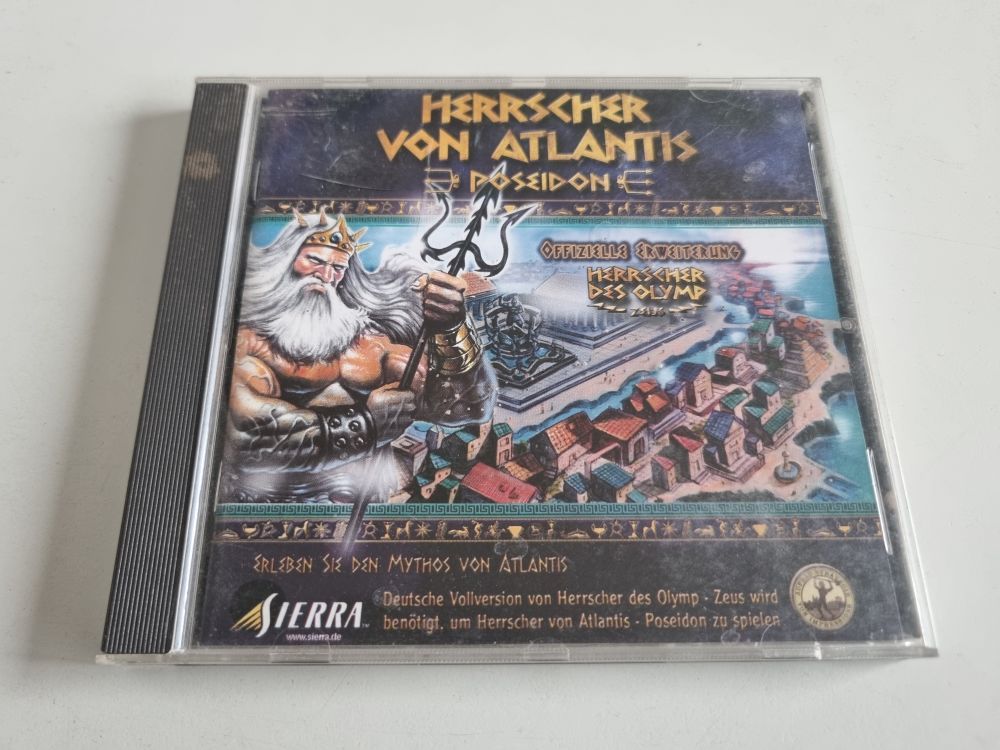 HERRSCHER
VON ATLANTIS
POSEIDON
OFFIZIELLE ERWEITERUNG
HERRSCHER
DES OLYMP
ZEUS
ERLEBEN SIE DEN MYTHOS VON ATLANTIS
SIERRA™
www.sierra.de
Deutsche Vollversion von Herrscher des Olymp - Zeus wird
benötigt, um Herrscher von Atlantis - Poseidon zu spielen